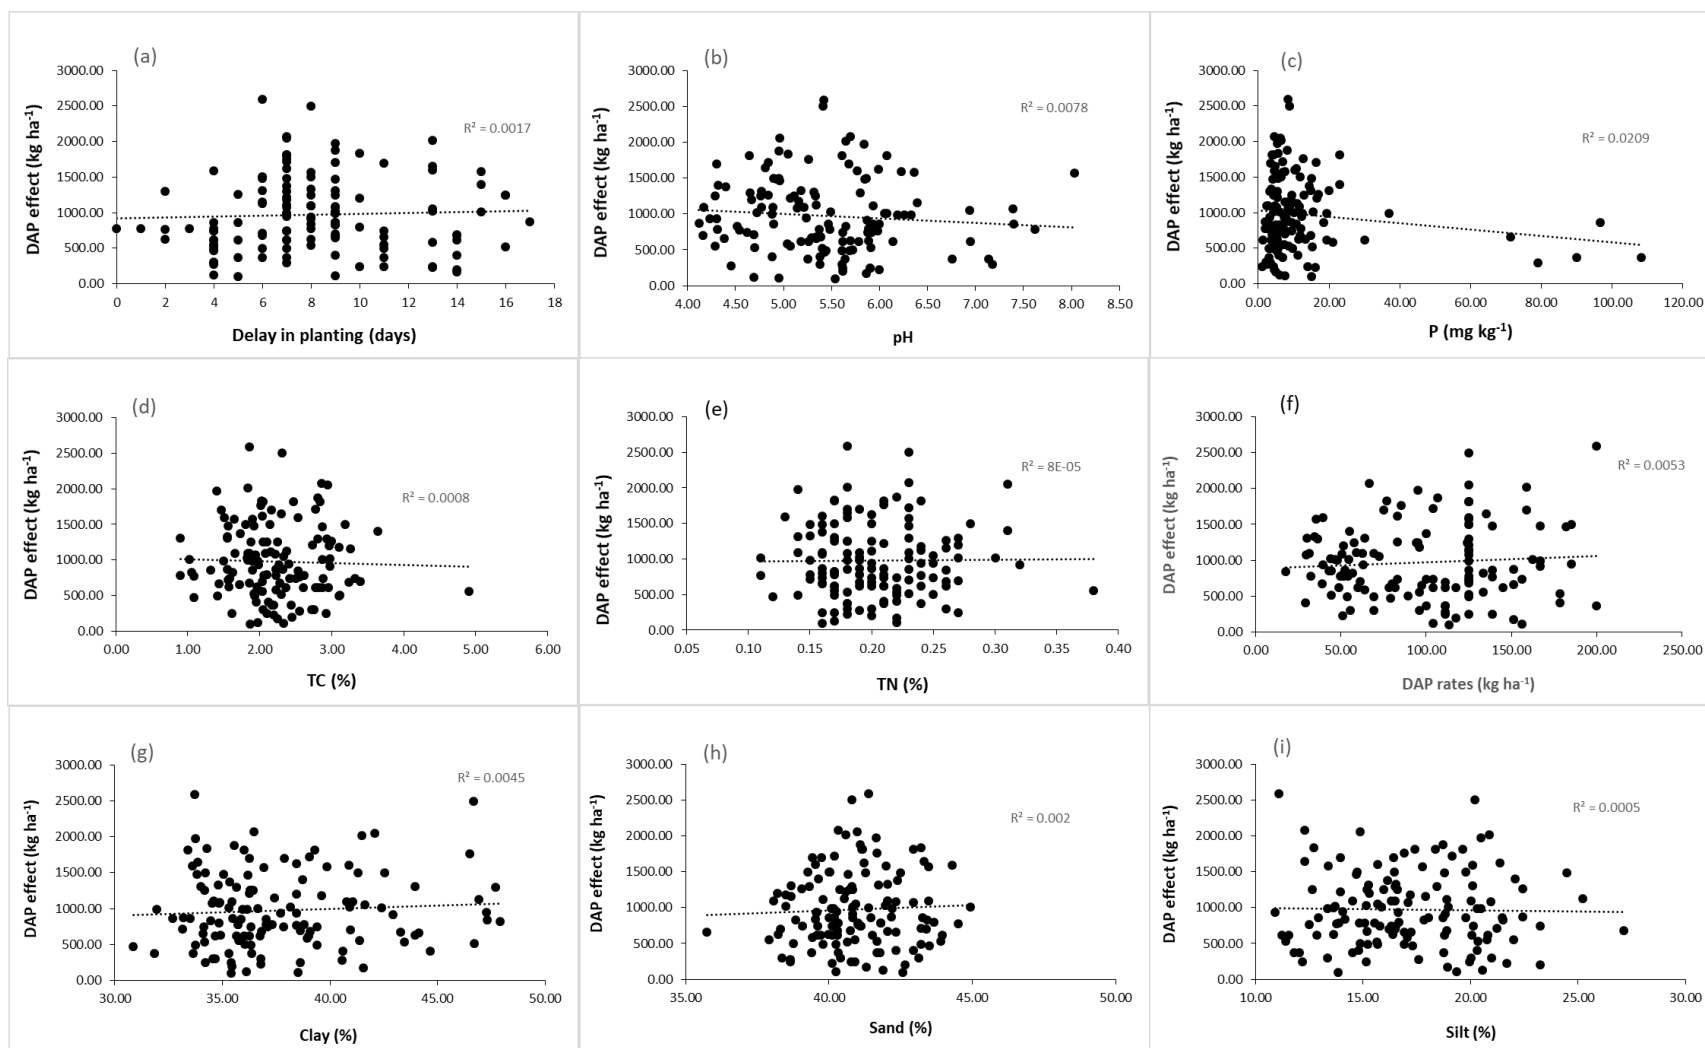 (a)
DAP effect (kg ha-1)
3000.00
2500.00
2000.00
1500.00
1000.00
500.00
0.00
R² = 0.0017
0 2 4 6 8 10 12 14 16 18
Delay in planting (days)
(b)
DAP effect (kg ha-1)
3000.00
2500.00
2000.00
1500.00
1000.00
500.00
0.00
R² = 0.0078
4.00 4.50 5.00 5.50 6.00 6.50 7.00 7.50 8.00 8.50
pH
(c)
DAP effect (kg ha-1)
3000.00
2500.00
2000.00
1500.00
1000.00
500.00
0.00
R² = 0.0209
0.00 20.00 40.00 60.00 80.00 100.00 120.00
P (mg kg-1)
(d)
DAP effect (kg ha-1)
3000.00
2500.00
2000.00
1500.00
1000.00
500.00
0.00
R² = 0.0008
0.00 1.00 2.00 3.00 4.00 5.00 6.00
TC (%)
(e)
DAP effect (kg ha-1)
3000.00
2500.00
2000.00
1500.00
1000.00
500.00
0.00
R² = 8E-05
0.05 0.10 0.15 0.20 0.25 0.30 0.35 0.40
TN (%)
(f)
DAP effect (kg ha-1)
3000.00
2500.00
2000.00
1500.00
1000.00
500.00
0.00
R² = 0.0053
0.00 50.00 100.00 150.00 200.00 250.00
DAP rates (kg ha-1)
(g)
DAP effect (kg ha-1)
3000.00
2500.00
2000.00
1500.00
1000.00
500.00
0.00
R² = 0.0045
30.00 35.00 40.00 45.00 50.00
Clay (%)
(h)
DAP effect (kg ha-1)
3000.00
2500.00
2000.00
1500.00
1000.00
500.00
0.00
R² = 0.002
35.00 40.00 45.00 50.00
Sand (%)
(i)
DAP effect (kg ha-1)
3000.00
2500.00
2000.00
1500.00
1000.00
500.00
0.00
R² = 0.0005
10.00 15.00 20.00 25.00 30.00
Silt (%)